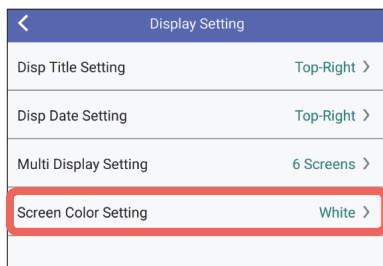 Display Setting
Disp Title Setting Top-Right
Disp Date Setting Top-Right
Multi Display Setting 6 Screens
Screen Color Setting White